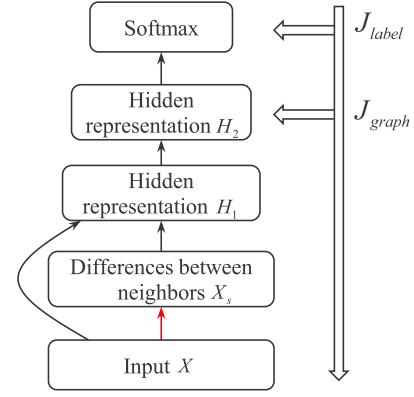 Softmax
J_label
Hidden
representation H_2
J_graph
Hidden
representation H_1
Differences between
neighbors X_s
Input X